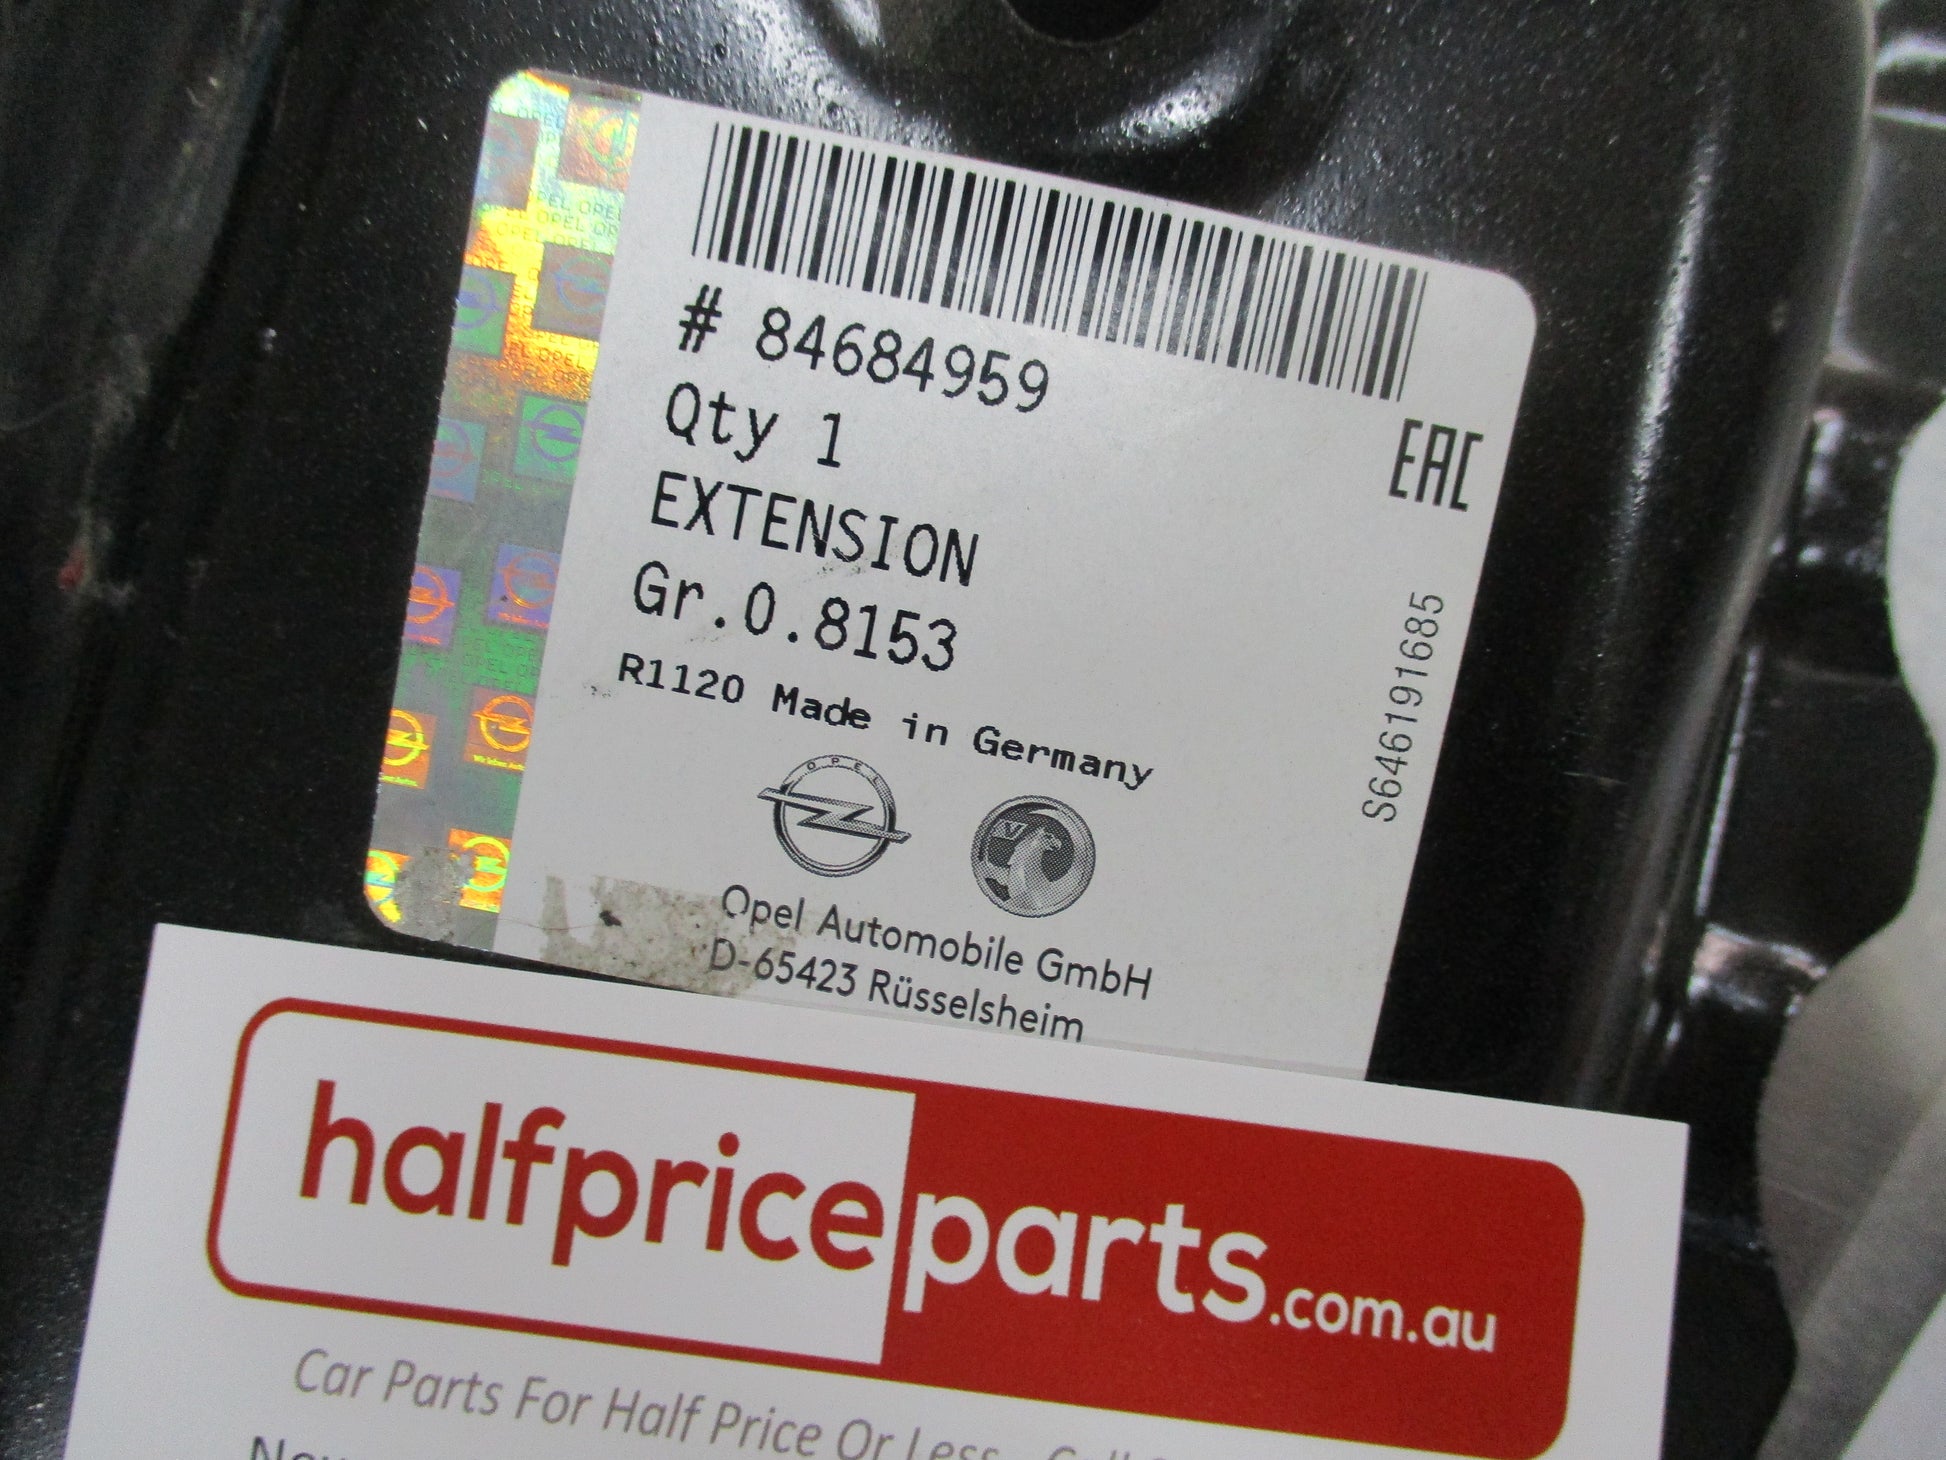 # 84684959
Qty 1
EXTENSION
Gr.0.8153
R1120 Made in Germany
EAC
S646191685
OPEL
Opel Automobile GmbH
D-65423 Rüsselsheim
halfpriceparts.com.au
Car Parts For Half Price Or Less